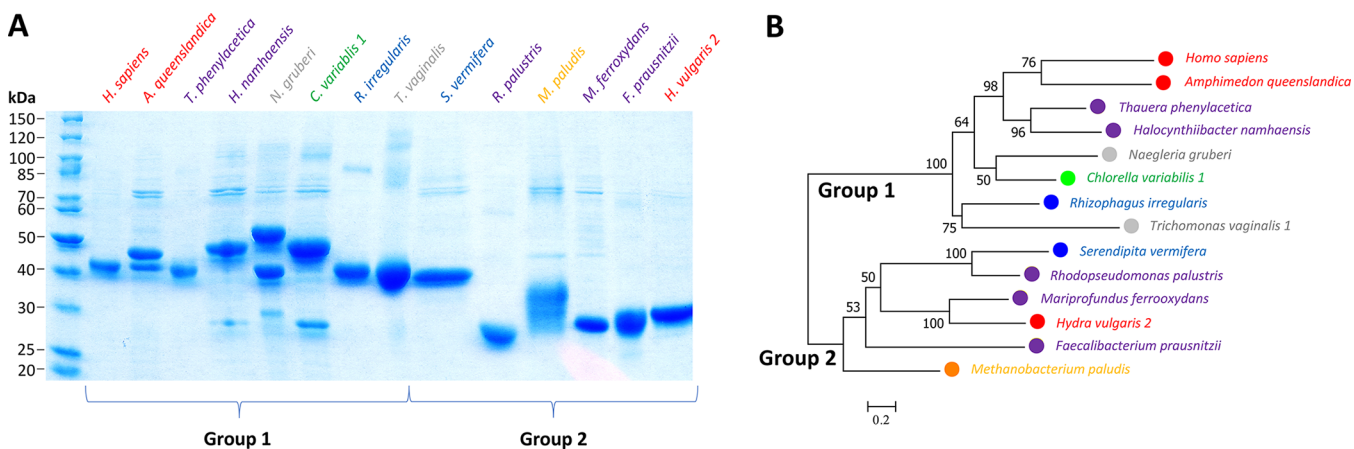 A
H. sapiens
A. queenslandica
T. phenylacetica
H. namhaensis
N. gruberi
C. variablis 1
R. irregularis
T. vaginalis
S. vermifera
R. palustris
M. paludis
M. ferroxydans
F. prausnitzii
H. vulgaris 2
kDa
150
120
100
85
70
60
50
40
30
25
20
Group 1
Group 2
B
Homo sapiens
76
Amphimedon queenslandica
98
Thauera phenylacetica
64
96
Halocynthiibacter namhaensis
Naegleria gruberi
100
50
Chlorella variabilis 1
Group 1
Rhizophagus irregularis
75
Trichomonas vaginalis 1
Serendipita vermifera
100
Rhodopseudomonas palustris
50
Mariprofundus ferrooxydans
53
100
Hydra vulgaris 2
Faecalibacterium prausnitzii
Group 2
Methanobacterium paludis
0.2